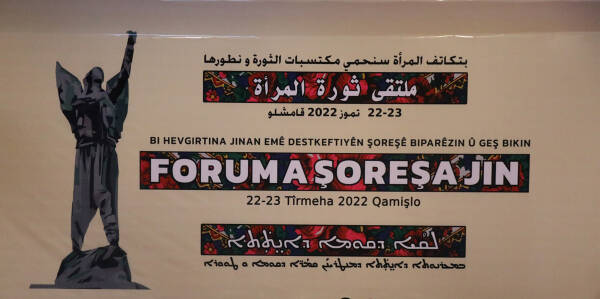 بتكاتف المرأة سنحمي مكتسبات الثورة و نطورها
ملتقى ثورة المرأة
22-23 تموز 2022 قامشلو
BI HEVGIRTINA JINAN EMÊ DESTKEFTIYÊN ŞOREŞÊ BIPARÊZIN Û GEŞ BIKIN
FORUMA ŞOREŞA JIN
22-23 Tîrmeha 2022 Qamişlo